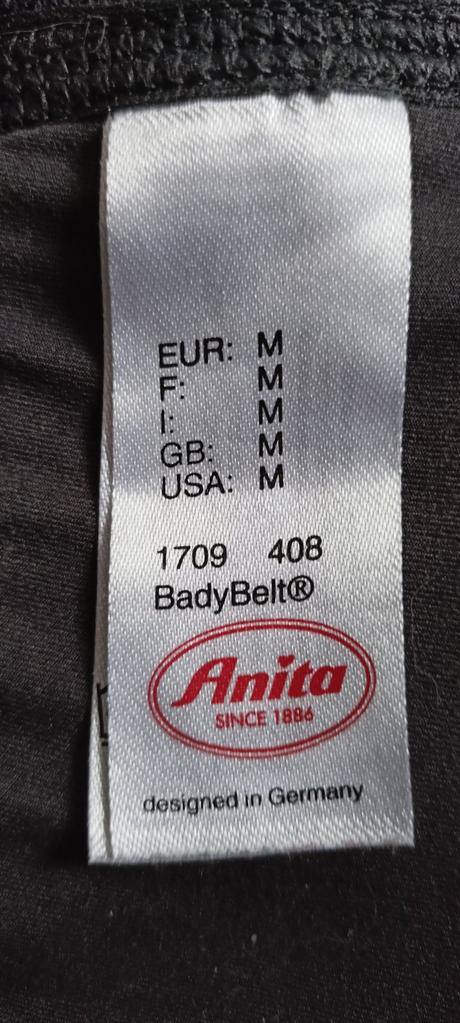 EUR: M
F: M
I: M
GB: M
USA: M
1709 408
BadyBelt®
Anita
SINCE 1886
designed in Germany